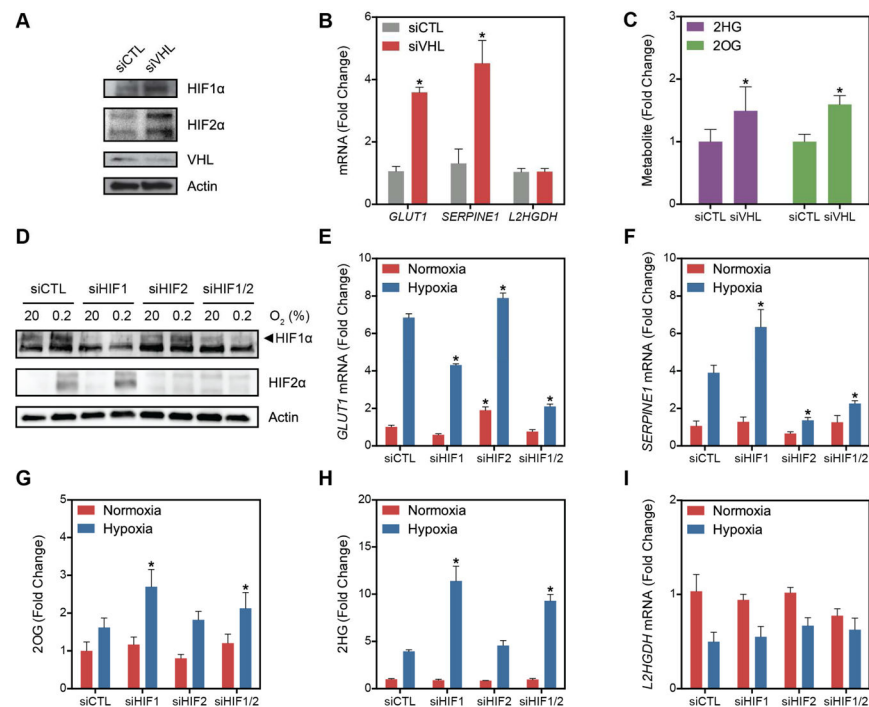 A
siCTL
siVHL
HIF1α
HIF2α
VHL
Actin
B
siCTL
siVHL
mRNA (Fold Change)
6
4
2
0
*
*
GLUT1 SERPINE1 L2HGDH
C
2HG
2OG
Metabolite (Fold Change)
3
2
1
0
*
*
siCTL siVHL siCTL siVHL
D
siCTL siHIF1 siHIF2 siHIF1/2
20 0.2 20 0.2 20 0.2 20 0.2 O2 (%)
◄HIF1α
HIF2α
Actin
E
Normoxia
Hypoxia
GLUT1 mRNA (Fold Change)
10
8
6
4
2
0
*
*
*
*
siCTL siHIF1 siHIF2 siHIF1/2
F
Normoxia
Hypoxia
SERPINE1 mRNA (Fold Change)
8
6
4
2
0
*
*
*
siCTL siHIF1 siHIF2 siHIF1/2
G
Normoxia
Hypoxia
2OG (Fold Change)
5
4
3
2
1
0
*
*
siCTL siHIF1 siHIF2 siHIF1/2
H
Normoxia
Hypoxia
2HG (Fold Change)
20
15
10
5
0
*
*
siCTL siHIF1 siHIF2 siHIF1/2
I
Normoxia
Hypoxia
L2HGDH mRNA (Fold Change)
2
1
0
siCTL siHIF1 siHIF2 siHIF1/2